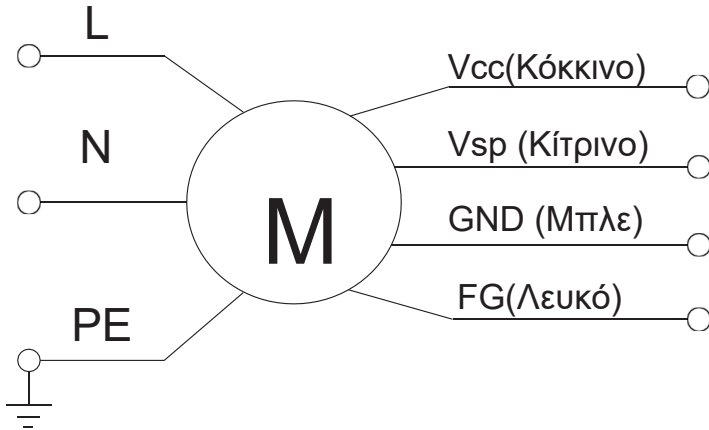 L
N
PE
M
Vcc(Κόκκινο)
Vsp (Κίτρινο)
GND (Μπλε)
FG(Λευκό)